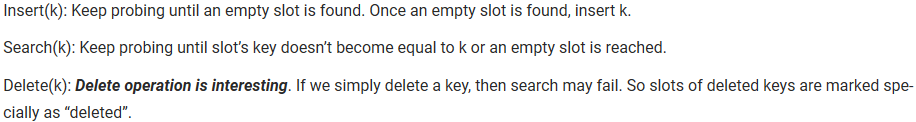 Insert(k): Keep probing until an empty slot is found. Once an empty slot is found, insert k.
Search(k): Keep probing until slot’s key doesn’t become equal to k or an empty slot is reached.
Delete(k): Delete operation is interesting. If we simply delete a key, then search may fail. So slots of deleted keys are marked spe-
cially as “deleted”.